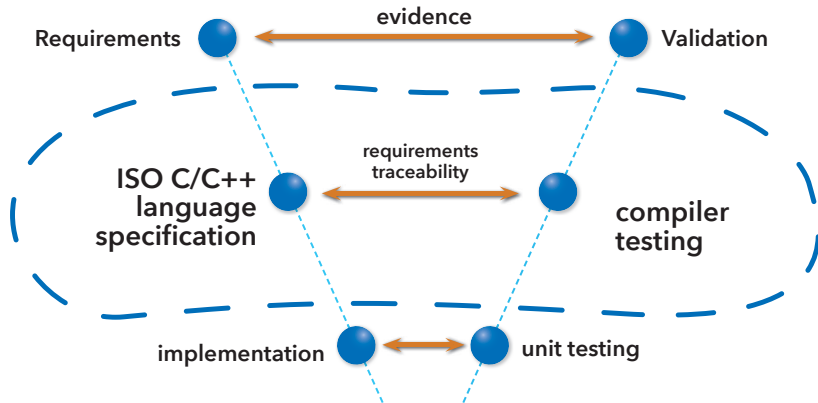 evidence
Requirements
Validation
requirements
traceability
ISO C/C++
language
specification
compiler
testing
implementation
unit testing